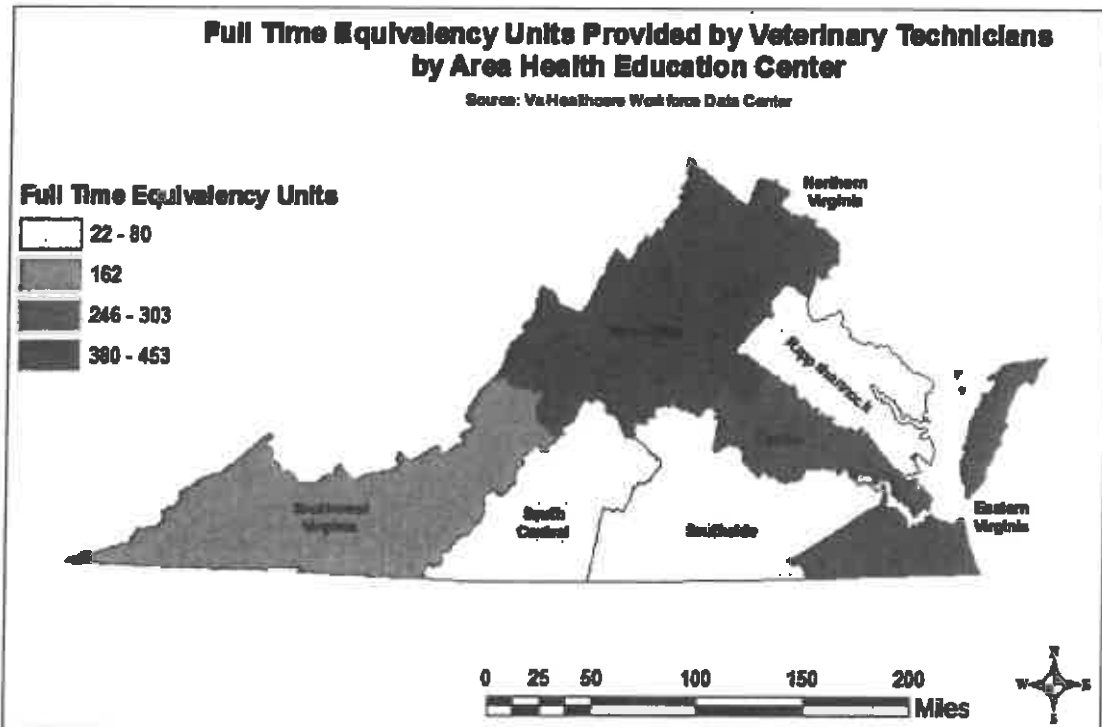 Full Time Equivalency Units Provided by Veterinary Technicians
by Area Health Education Center
Source: Va Healthcare Workforce Data Center
Full Time Equivalency Units
22 - 80
162
246 - 303
380 - 453
Northern
Virginia
Southwest
Virginia
South
Central
Southside
Eastern
Virginia
0 25 50 100 150 200
Miles
N
W
E
S